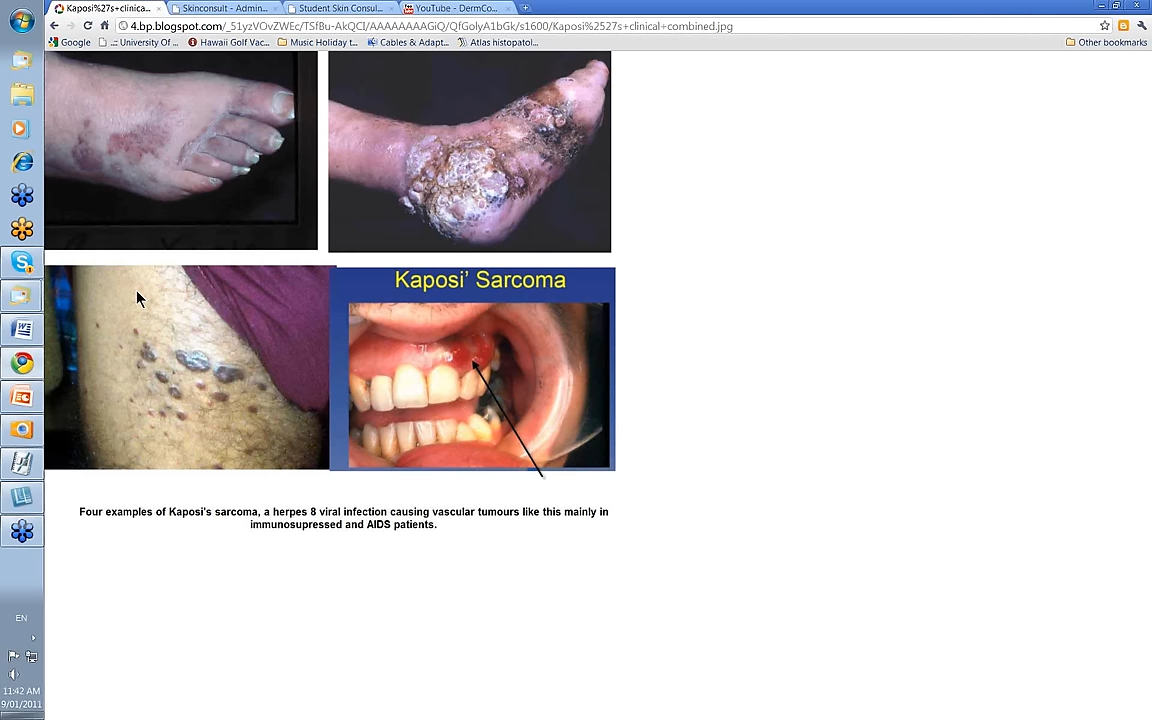 Kaposi%27s+clinica...
Skinconsult - Admin...
Student Skin Consul...
YouTube - DermCo...
4.bp.blogspot.com/_51yzVOvZWEc/TSf8u-AkQCI/AAAAAAAAGiQ/QfGolyA1bGk/s1600/Kaposi%2527s+clinical+combined.jpg
Google
..:: University Of ...
Hawaii Golf Vac...
Music Holiday t...
Cables & Adapt...
Atlas histopatol...
Other bookmarks
Kaposi' Sarcoma
Four examples of Kaposi's sarcoma, a herpes 8 viral infection causing vascular tumours like this mainly in
immunosupressed and AIDS patients.
EN
11:42 AM
9/01/2011